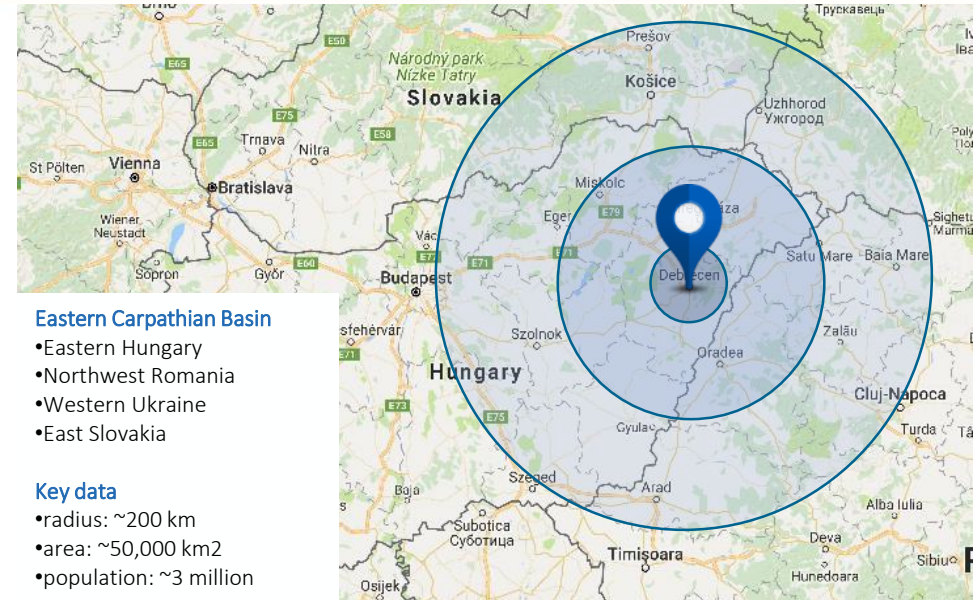 Трускавець
Prešov
E50
Národný park
Nízke Tatry
E65
Košice
Slovakia
Uzhhorod
Ужгород
E75
Trnava
E58
Nitra
E65
St Pölten
Vienna
Bratislava
Miskolc
Eger
E79
Wiener
Neustadt
Vác
E71
E71
Satu Mare
Baia Mare
Sopron
Győr
E60
Budapest
Debrecen
Eastern Carpathian Basin
•Eastern Hungary
•Northwest Romania
•Western Ukraine
•East Slovakia
E71
Szolnok
Zalău
Oradea
Hungary
Cluj-Napoca
E73
E75
Gyula
Turda
Key data
•radius: ~200 km
•area: ~50,000 km2
•population: ~3 million
Szeged
Baja
Arad
Alba Iulia
Subotica
Суботица
Timișoara
Deva
Sibiu
Hunedoara
Osijek